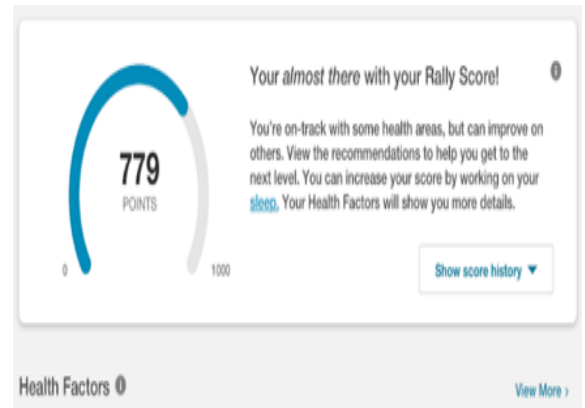 Your almost there with your Rally Score!
You're on-track with some health areas, but can improve on
others. View the recommendations to help you get to the
next level. You can increase your score by working on your
sleep. Your Health Factors will show you more details.
779
POINTS
0
1000
Show score history
Health Factors
View More ›